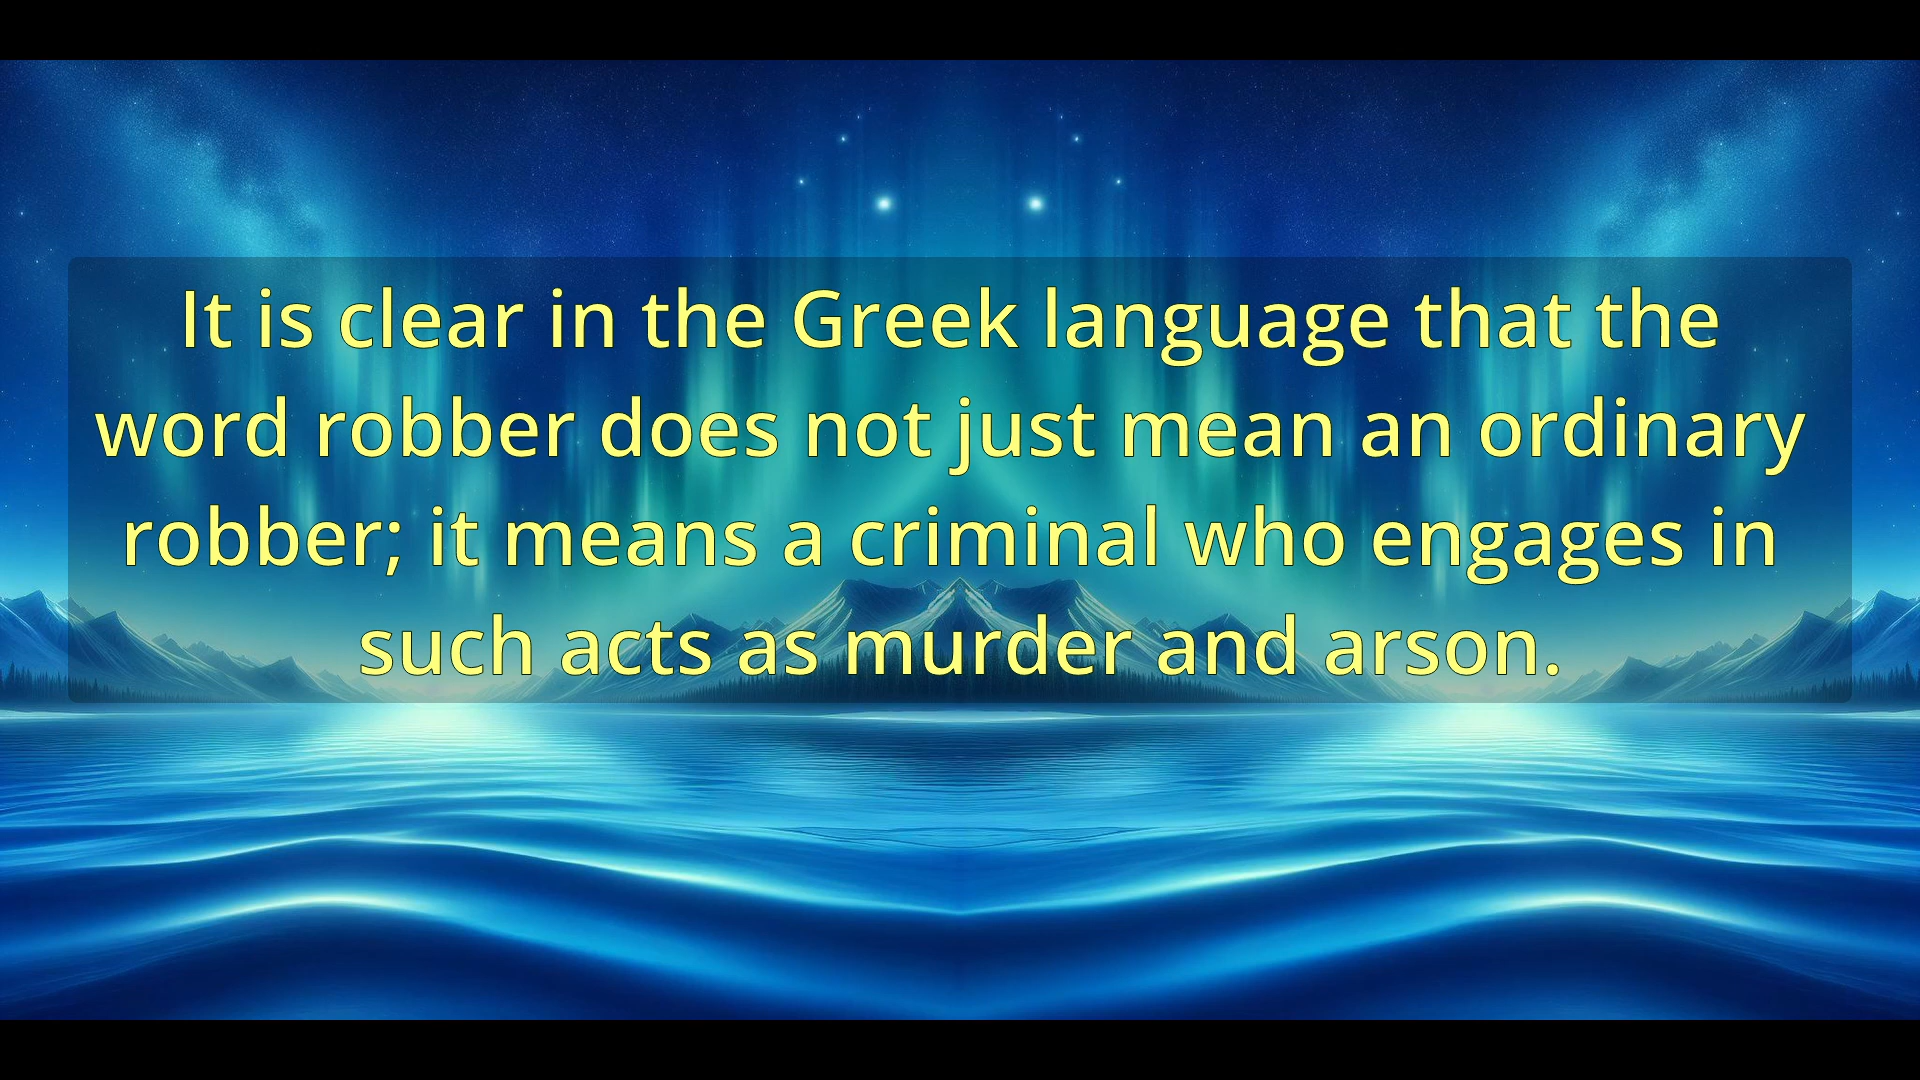 It is clear in the Greek language that the
word robber does not just mean an ordinary
robber; it means a criminal who engages in
such acts as murder and arson.